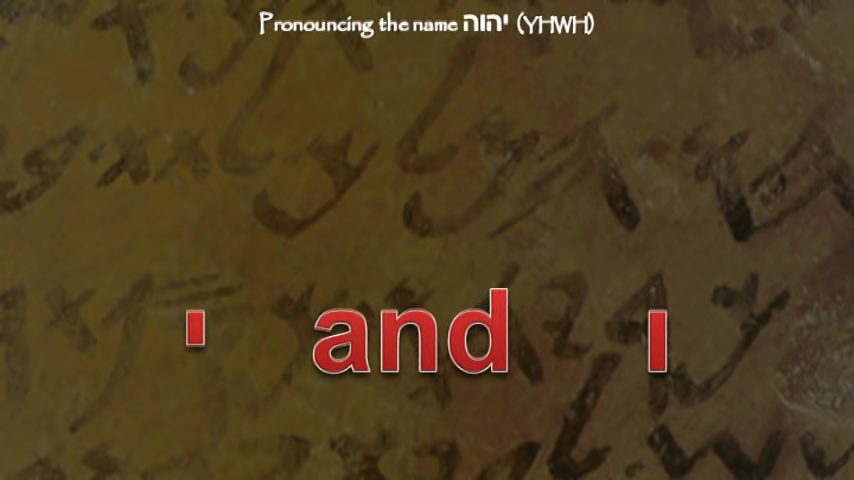 Pronouncing the name יהוה (YHWH)
י and ו